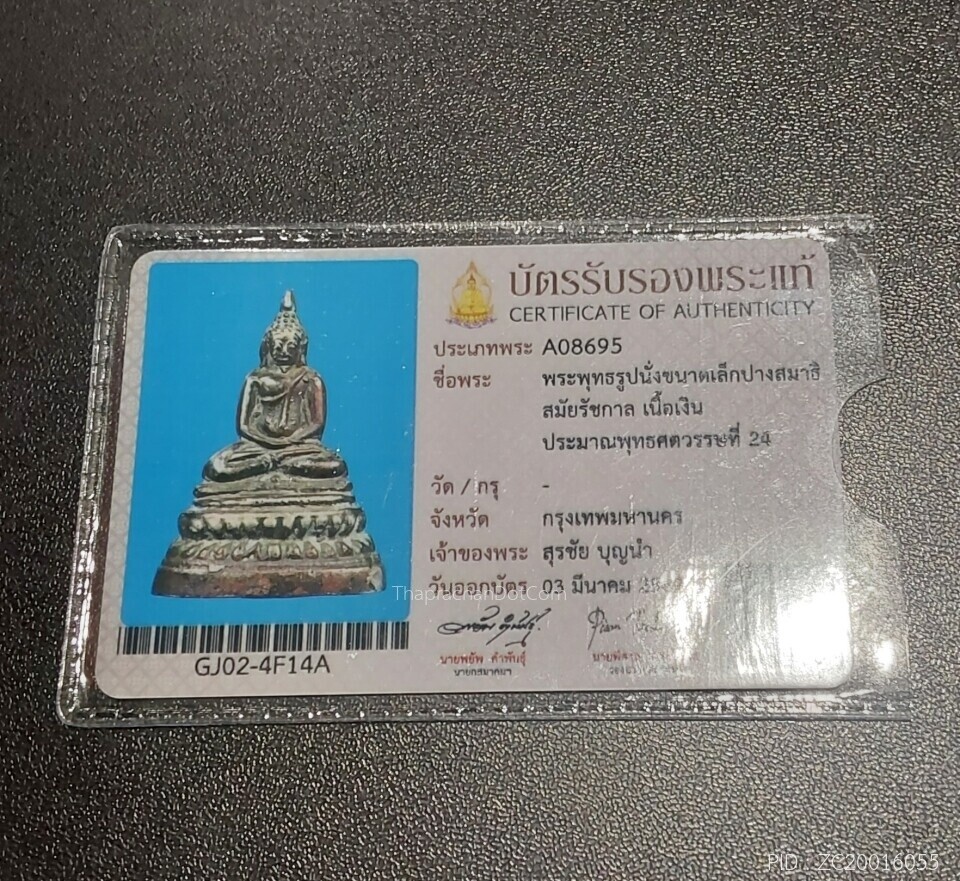 บัตรรับรองพระแท้
CERTIFICATE OF AUTHENTICITY
ประเภทพระ A08695
ชื่อพระ พระพุทธรูปนั่งขนาดเล็กปางสมาธิ
สมัยรัชกาล เนื้อเงิน
ประมาณพุทธศตวรรษที่ 24
วัด / กรุ -
จังหวัด กรุงเทพมหานคร
เจ้าของพระ สุรชัย บุญนำ
วันออกบัตร 03 มีนาคม
ThaprachanDotCom
นายพยัพ คำพันธุ์
นายกสมาคมฯ
GJ02-4F14A
PID : ZC20016055